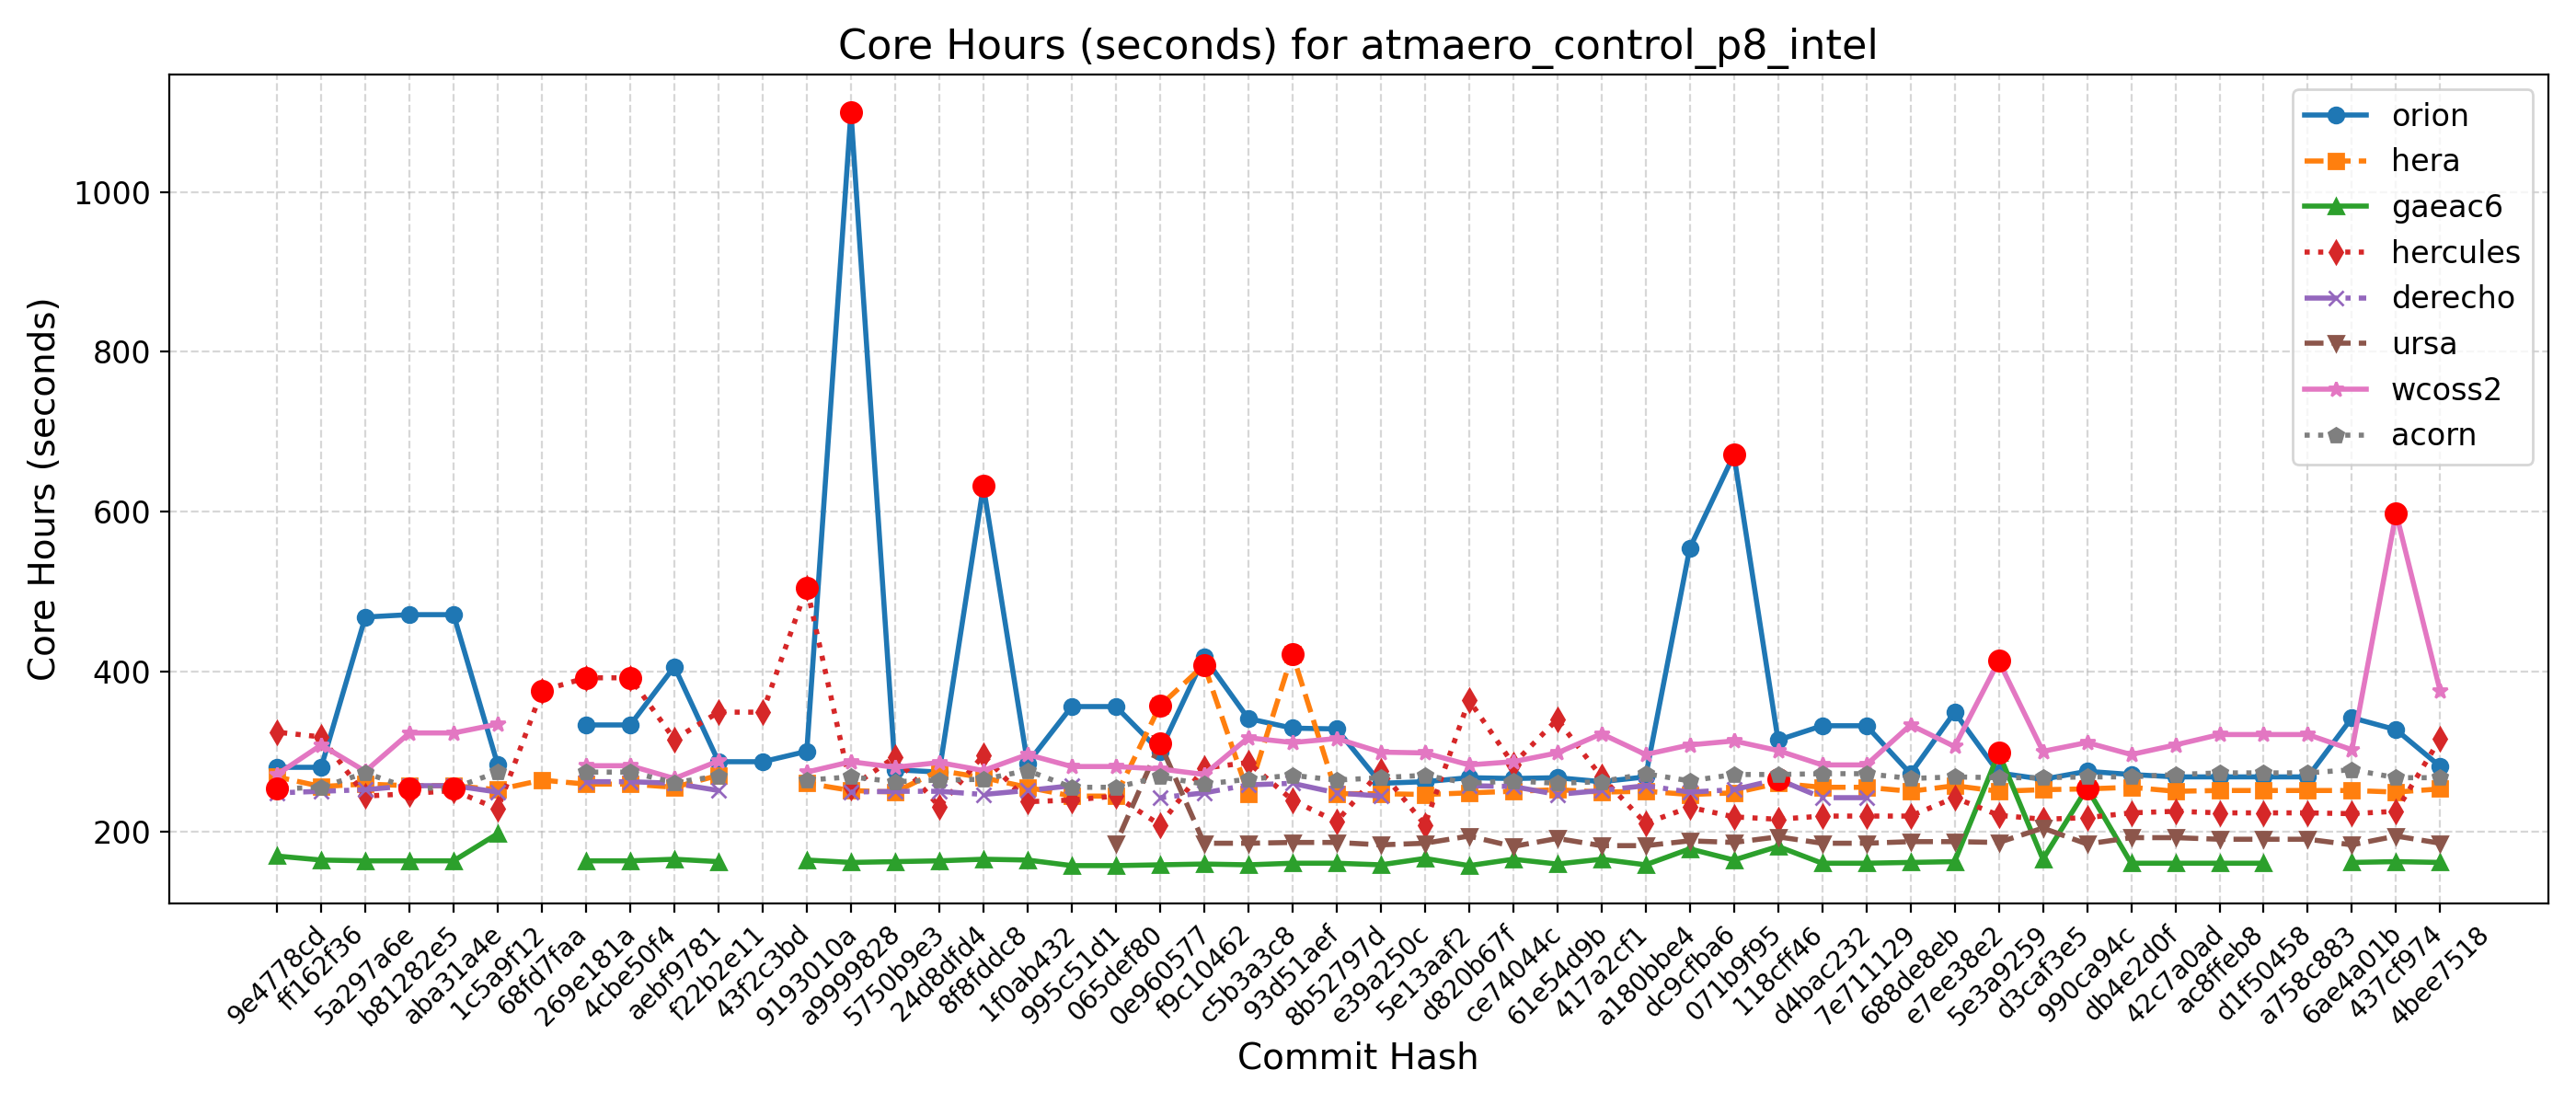 Core Hours (seconds) for atmaero_control_p8_intel
Core Hours (seconds)
1000
800
600
400
200
orion
hera
gaeac6
hercules
derecho
ursa
wcoss2
acorn
9e4778cd
ff162f36
5a297a6e
b81282e5
aba31a4e
1c5a9f12
68fd7faa
269e181a
4cbe50f4
aebf9781
f22b2e11
43f2c3bd
9193010a
a9999828
5750b9e3
24d8dfd4
8f8fddc8
1f0ab432
995c51d1
065def80
0e960577
f9c10462
c5b3a3c8
93d51aef
8b52797d
e39a250c
5e13aaf2
d820b67f
ce74044c
61e54d9b
417a2cf1
a180bbe4
dc9cfba6
071b9f95
118cff46
d4bac232
7e711129
688de8eb
e7ee38e2
5e3a9259
d3caf3e5
990ca94c
db4e2d0f
42c7a0ad
ac8ffeb8
d1f50458
a758c883
6ae4a01b
437cf974
4bee7518
Commit Hash